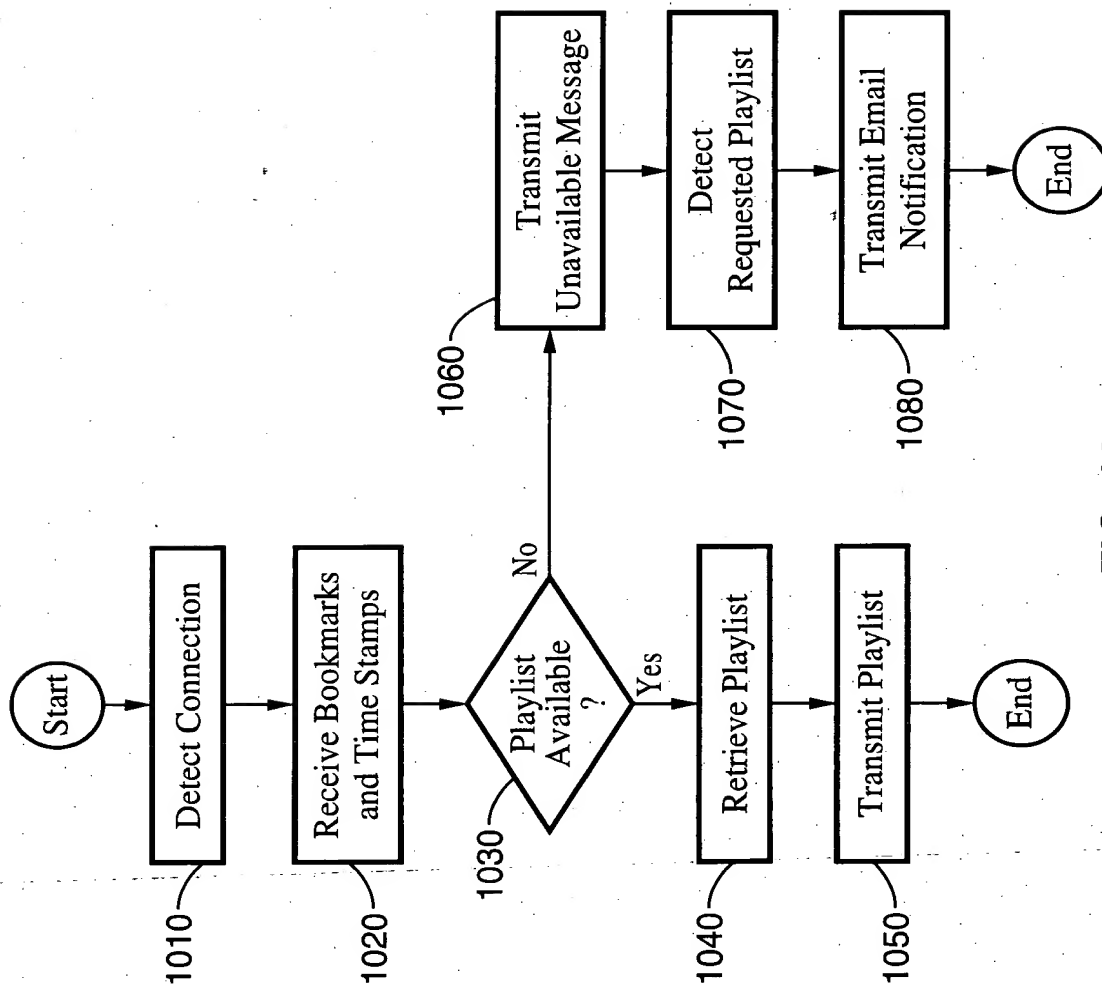 Start
1010
Detect Connection
1020
Receive Bookmarks
and Time Stamps
1030
Playlist
Available
?
No
Yes
1040
Retrieve Playlist
1050
Transmit Playlist
End
1060
Transmit
Unavailable Message
1070
Detect
Requested Playlist
1080
Transmit Email
Notification
End